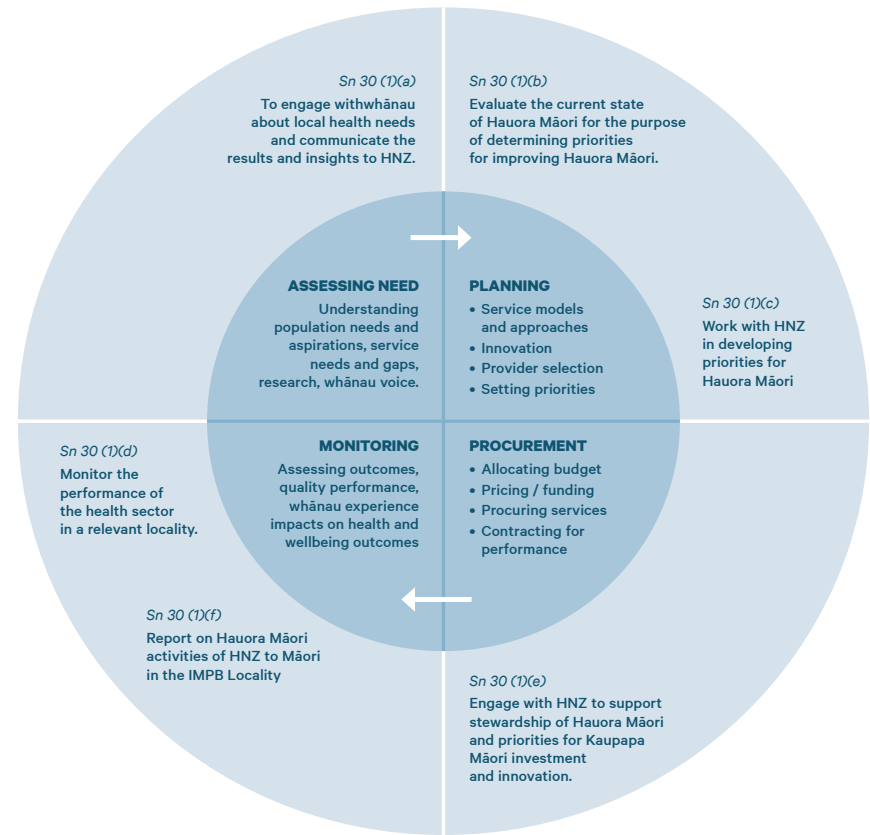 Sn 30 (1)(a)
To engage withwhānau
about local health needs
and communicate the
results and insights to HNZ.
Sn 30 (1)(b)
Evaluate the current state
of Hauora Māori for the purpose
of determining priorities
for improving Hauora Māori.
ASSESSING NEED
Understanding
population needs and
aspirations, service
needs and gaps,
research, whānau voice.
PLANNING
• Service models
and approaches
• Innovation
• Provider selection
• Setting priorities
Sn 30 (1)(c)
Work with HNZ
in developing
priorities for
Hauora Māori
Sn 30 (1)(d)
Monitor the
performance of
the health sector
in a relevant locality.
MONITORING
Assessing outcomes,
quality performance,
whānau experience
impacts on health and
wellbeing outcomes
PROCUREMENT
• Allocating budget
• Pricing / funding
• Procuring services
• Contracting for
performance
Sn 30 (1)(f)
Report on Hauora Māori
activities of HNZ to Māori
in the IMPB Locality
Sn 30 (1)(e)
Engage with HNZ to support
stewardship of Hauora Māori
and priorities for Kaupapa
Māori investment
and innovation.